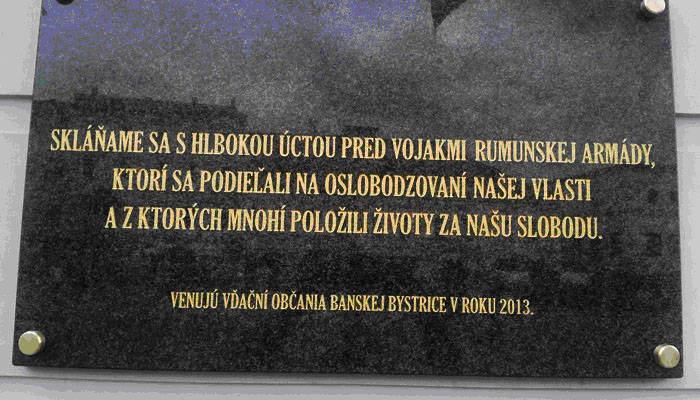 SKLÁŇAME SA S HLBOKOU ÚCTOU PRED VOJAKMI RUMUNSKEJ ARMÁDY,
KTORÍ SA PODIEĽALI NA OSLOBODZOVANÍ NAŠEJ VLASTI
A Z KTORÝCH MNOHÍ POLOŽILI ŽIVOTY ZA NAŠU SLOBODU.
VENUJÚ VĎAČNÍ OBČANIA BANSKEJ BYSTRICE V ROKU 2013.